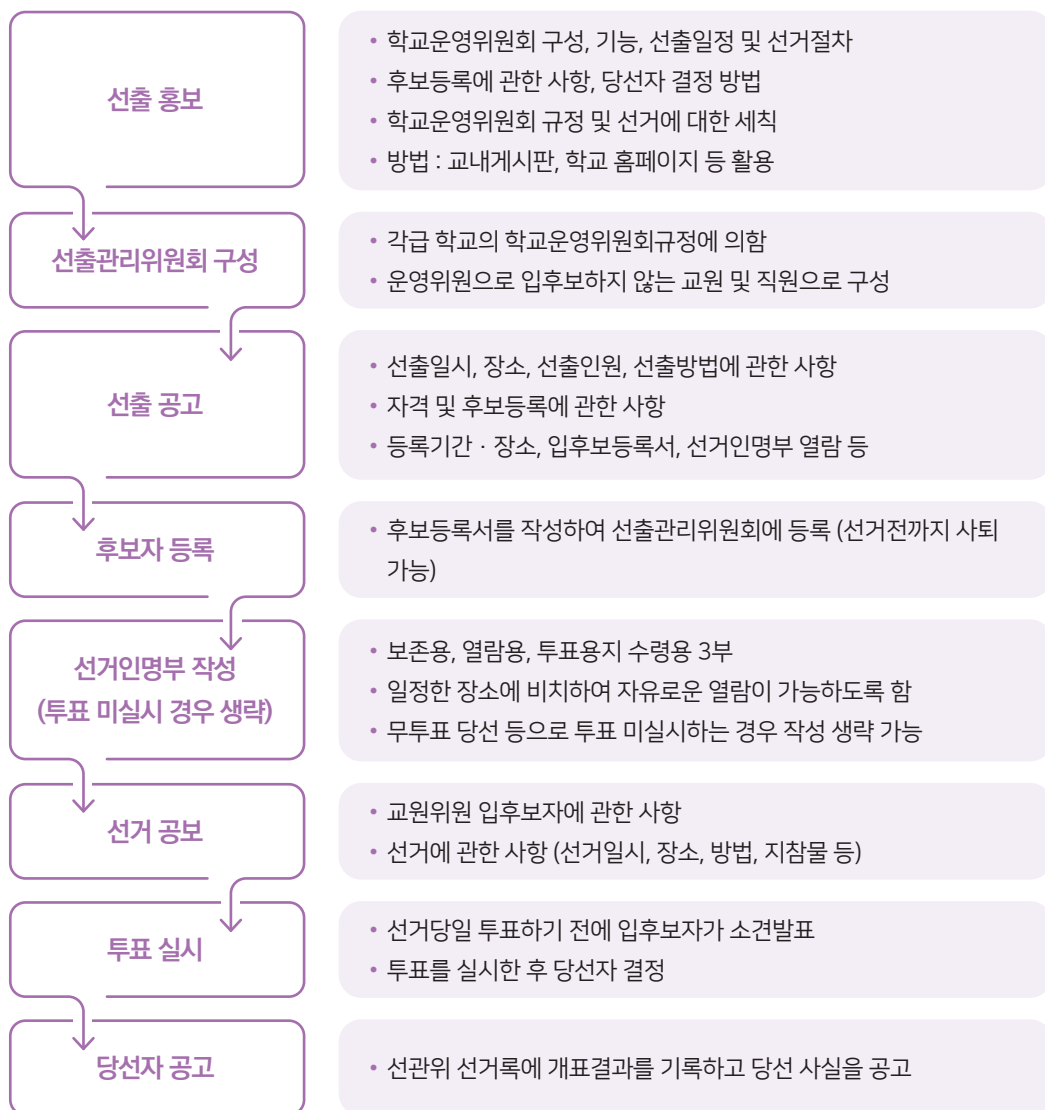 선출 홍보
• 학교운영위원회 구성, 기능, 선출일정 및 선거절차
• 후보등록에 관한 사항, 당선자 결정 방법
• 학교운영위원회 규정 및 선거에 대한 세칙
• 방법 : 교내게시판, 학교 홈페이지 등 활용
선출관리위원회 구성
• 각급 학교의 학교운영위원회규정에 의함
• 운영위원으로 입후보하지 않는 교원 및 직원으로 구성
선출 공고
• 선출일시, 장소, 선출인원, 선출방법에 관한 사항
• 자격 및 후보등록에 관한 사항
• 등록기간 · 장소, 입후보등록서, 선거인명부 열람 등
후보자 등록
• 후보등록서를 작성하여 선출관리위원회에 등록 (선거전까지 사퇴
가능)
선거인명부 작성
(투표 미실시 경우 생략)
• 보존용, 열람용, 투표용지 수령용 3부
• 일정한 장소에 비치하여 자유로운 열람이 가능하도록 함
• 무투표 당선 등으로 투표 미실시하는 경우 작성 생략 가능
선거 공보
• 교원위원 입후보자에 관한 사항
• 선거에 관한 사항 (선거일시, 장소, 방법, 지참물 등)
투표 실시
• 선거당일 투표하기 전에 입후보자가 소견발표
• 투표를 실시한 후 당선자 결정
당선자 공고
• 선관위 선거록에 개표결과를 기록하고 당선 사실을 공고